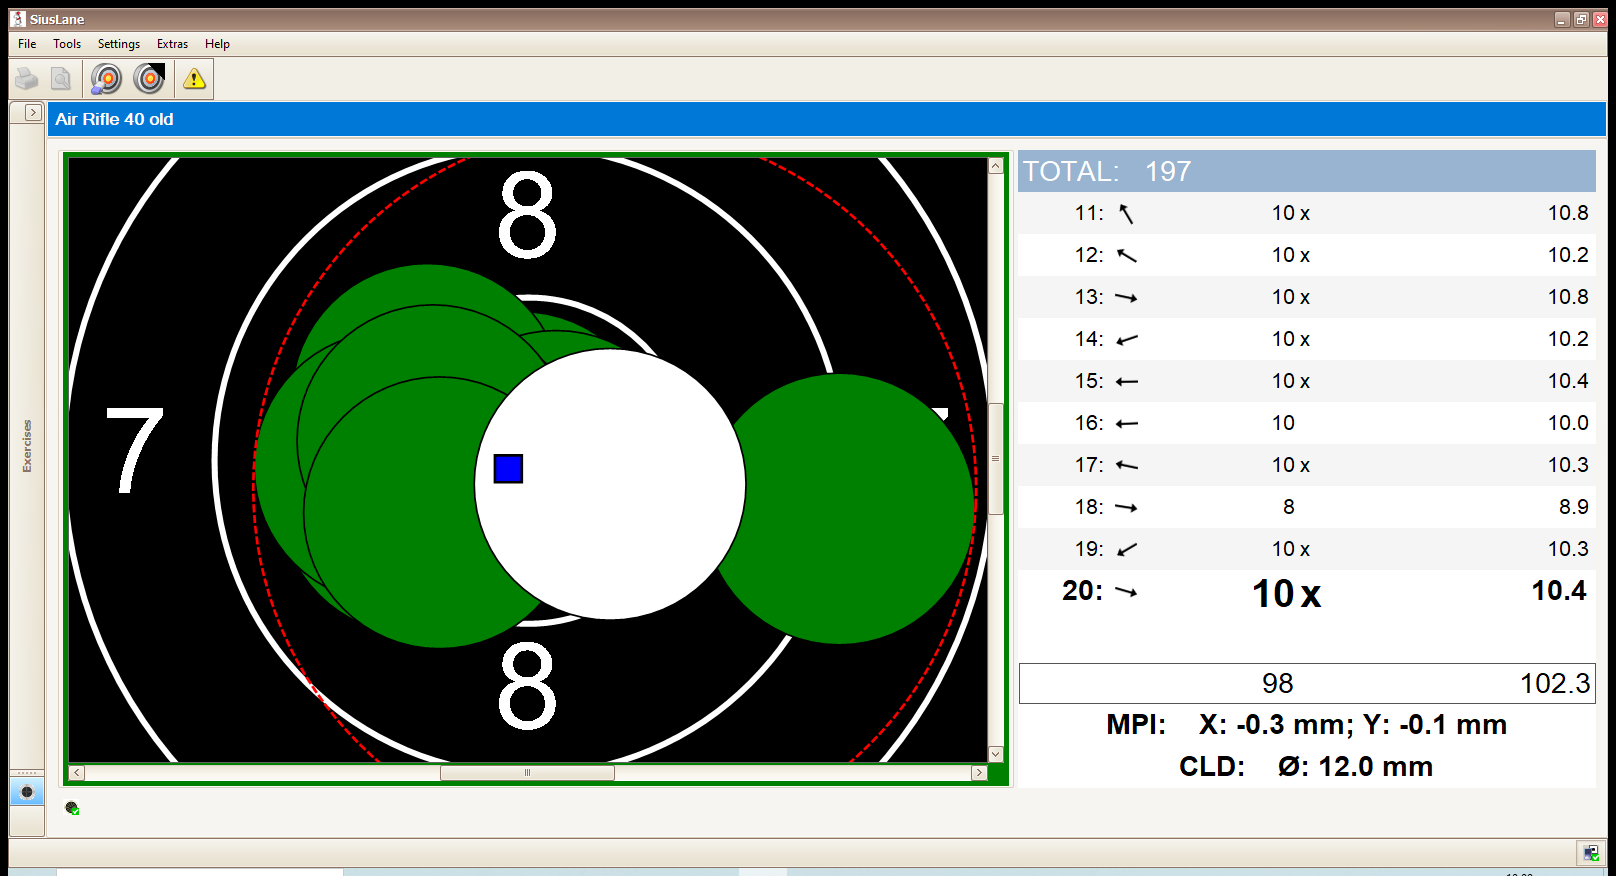 SiusLane
File Tools Settings Extras Help
Air Rifle 40 old
Exercises
8
7
8
TOTAL: 197
11: 10 x 10.8
12: 10 x 10.2
13: 10 x 10.8
14: 10 x 10.2
15: 10 x 10.4
16: 10 10.0
17: 10 x 10.3
18: 8 8.9
19: 10 x 10.3
20: 10 x 10.4
98 102.3
MPI: X: -0.3 mm; Y: -0.1 mm
CLD: Ø: 12.0 mm